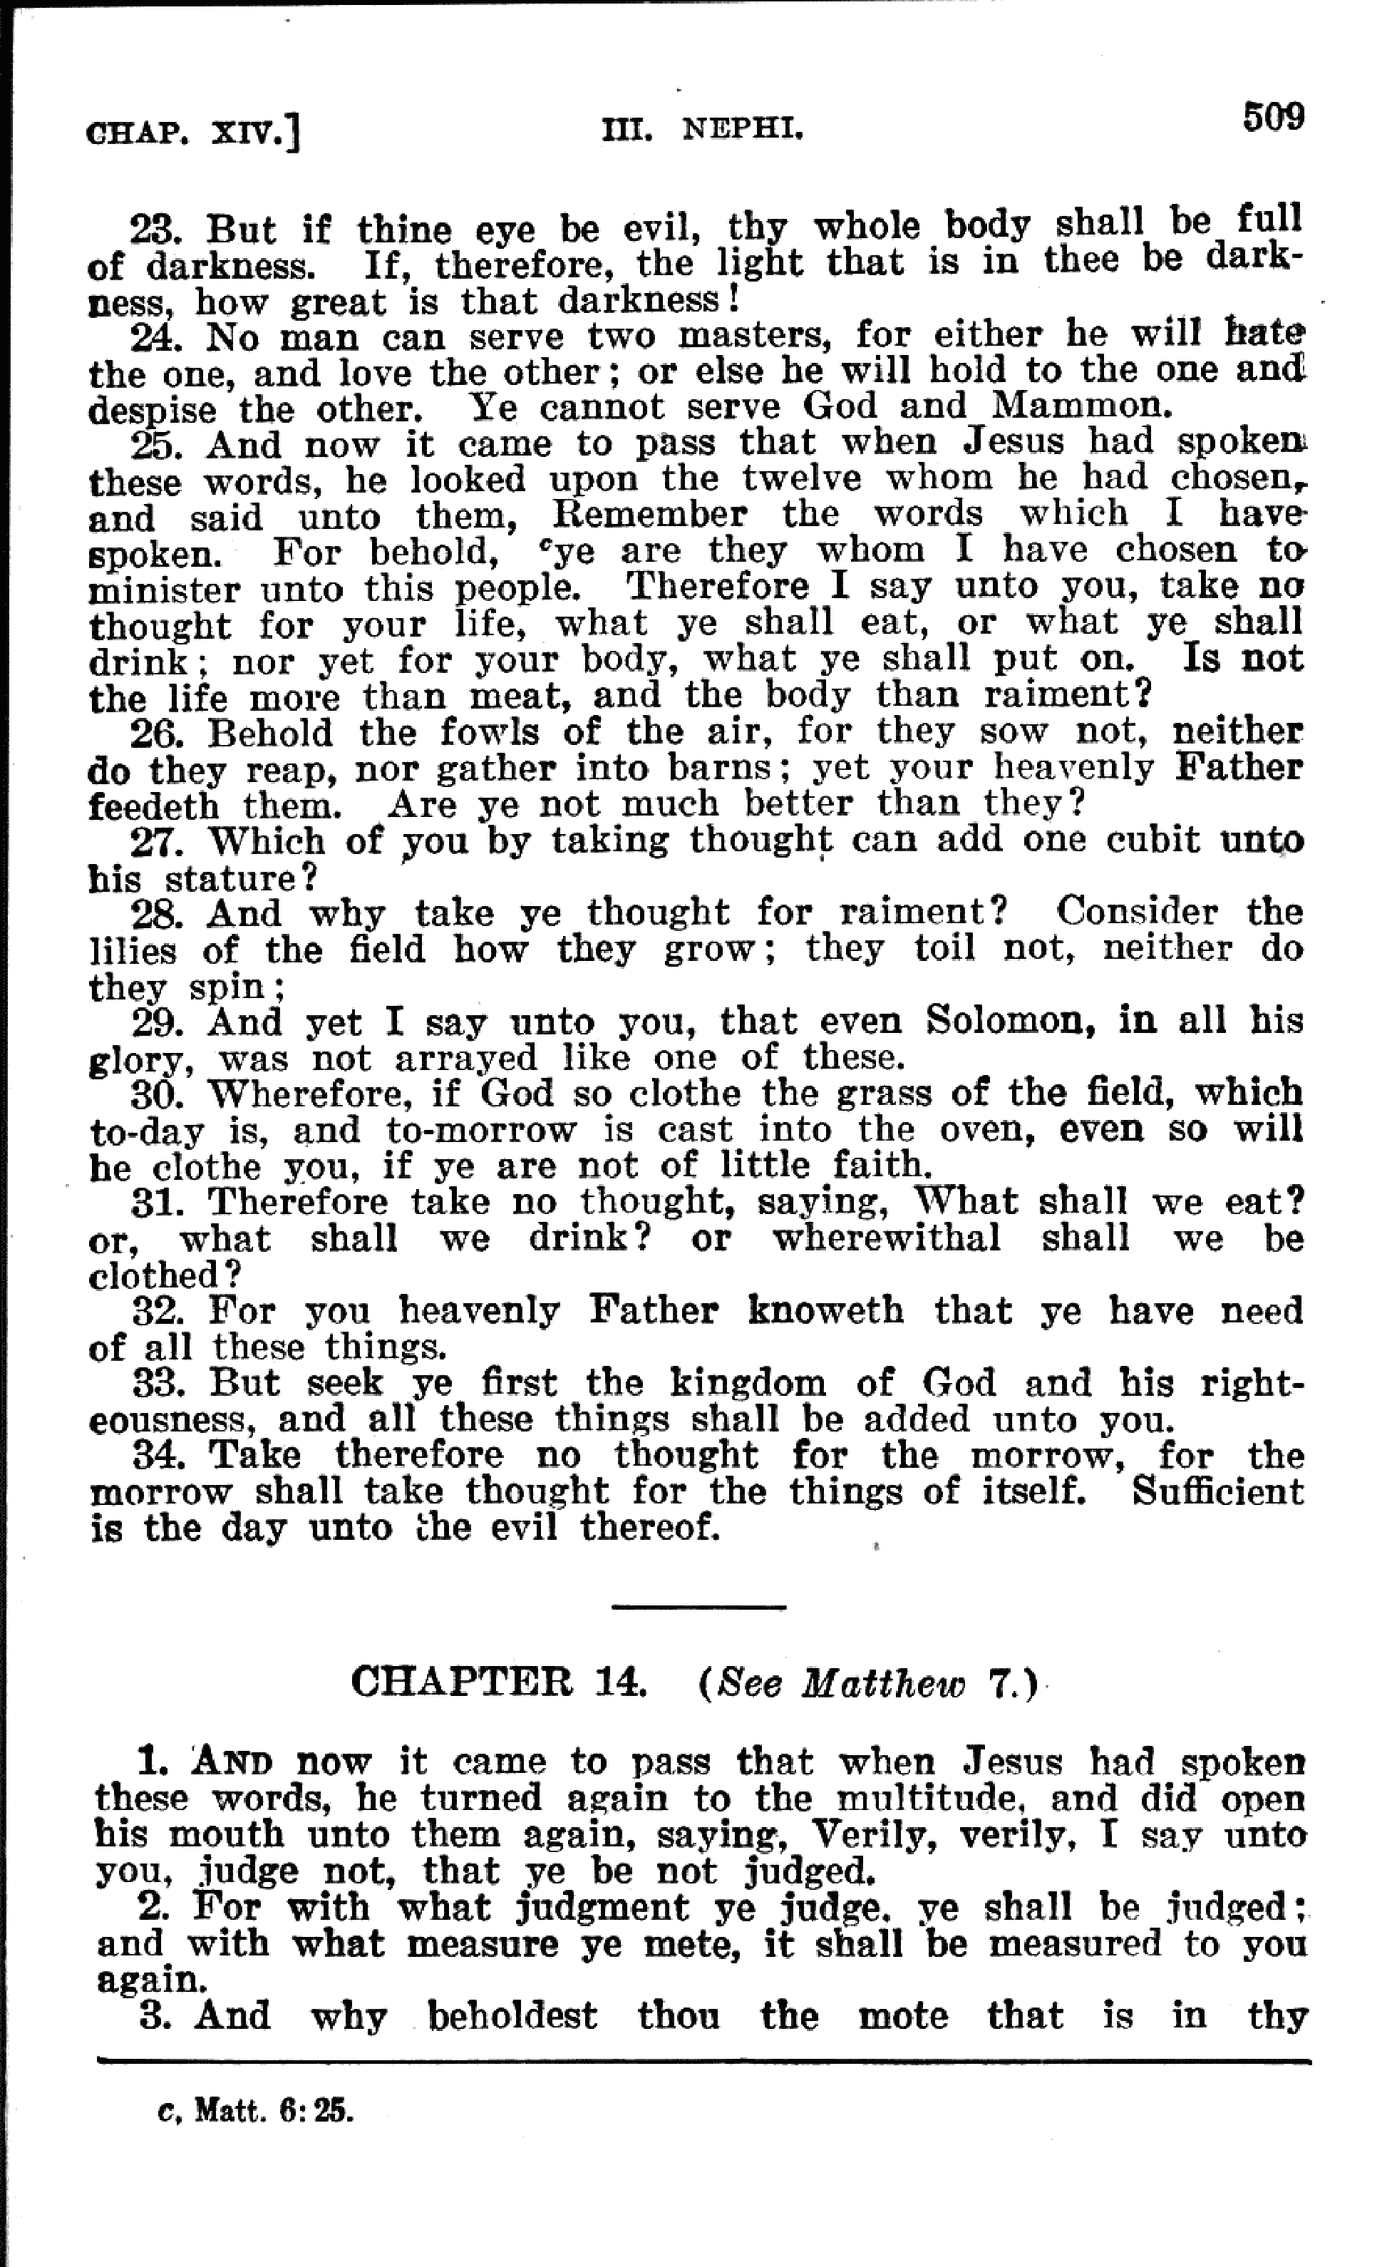 CHAP. XIV.] III. NEPHI. 509
23. But if thine eye be evil, thy whole body shall be full
of darkness. If, therefore, the light that is in thee be dark-
ness, how great is that darkness!
24. No man can serve two masters, for either he will hate
the one, and love the other; or else he will hold to the one and
despise the other. Ye cannot serve God and Mammon.
25. And now it came to pass that when Jesus had spoken
these words, he looked upon the twelve whom he had chosen,
and said unto them, Remember the words which I have
spoken. For behold, ᶜye are they whom I have chosen to
minister unto this people. Therefore I say unto you, take no
thought for your life, what ye shall eat, or what ye shall
drink; nor yet for your body, what ye shall put on. Is not
the life more than meat, and the body than raiment?
26. Behold the fowls of the air, for they sow not, neither
do they reap, nor gather into barns; yet your heavenly Father
feedeth them. Are ye not much better than they?
27. Which of you by taking thought can add one cubit unto
his stature?
28. And why take ye thought for raiment? Consider the
lilies of the field how they grow; they toil not, neither do
they spin;
29. And yet I say unto you, that even Solomon, in all his
glory, was not arrayed like one of these.
30. Wherefore, if God so clothe the grass of the field, which
to-day is, and to-morrow is cast into the oven, even so will
he clothe you, if ye are not of little faith.
31. Therefore take no thought, saying, What shall we eat?
or, what shall we drink? or wherewithal shall we be
clothed?
32. For you heavenly Father knoweth that ye have need
of all these things.
33. But seek ye first the kingdom of God and his right-
eousness, and all these things shall be added unto you.
34. Take therefore no thought for the morrow, for the
morrow shall take thought for the things of itself. Sufficient
is the day unto the evil thereof.
CHAPTER 14. (See Matthew 7.)
1. AND now it came to pass that when Jesus had spoken
these words, he turned again to the multitude, and did open
his mouth unto them again, saying, Verily, verily, I say unto
you, judge not, that ye be not judged.
2. For with what judgment ye judge, ye shall be judged;
and with what measure ye mete, it shall be measured to you
again.
3. And why beholdest thou the mote that is in thy
c, Matt. 6: 25.